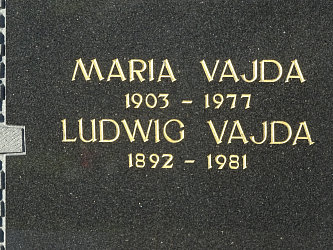 MARIA VAJDA
1903 - 1977
LUDWIG VAJDA
1892 - 1981